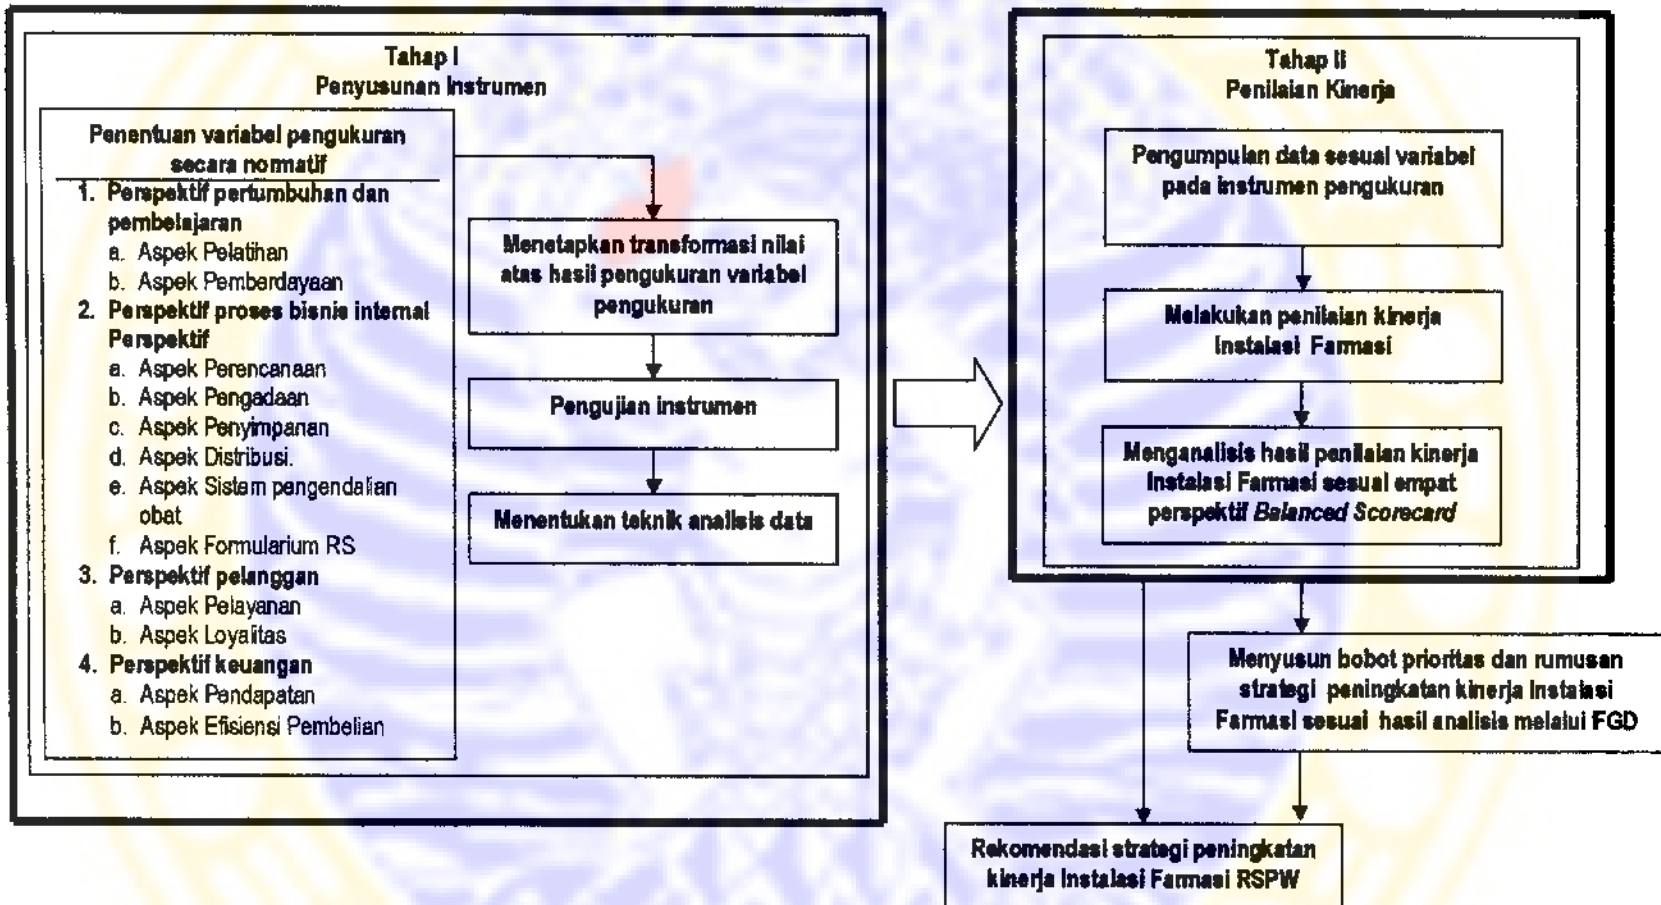 Tahap I
Penyusunan Instrumen
Penentuan variabel pengukuran
secara normatif
1. Perspektif pertumbuhan dan
pembelajaran
a. Aspek Pelatihan
b. Aspek Pemberdayaan
2. Perspektif proses bisnis internal
Perspektif
a. Aspek Perencanaan
b. Aspek Pengadaan
c. Aspek Penyimpanan
d. Aspek Distribusi.
e. Aspek Sistem pengendalian
obat
f. Aspek Formularium RS
3. Perspektif pelanggan
a. Aspek Pelayanan
b. Aspek Loyalitas
4. Perspektif keuangan
a. Aspek Pendapatan
b. Aspek Efisiensi Pembelian
Menetapkan transformasi nilai
atas hasil pengukuran variabel
pengukuran
Pengujian instrumen
Menentukan teknik analisis data
Tahap II
Penilaian Kinerja
Pengumpulan data sesuai variabel
pada instrumen pengukuran
Melakukan penilaian kinerja
Instalasi Farmasi
Menganalisis hasil penilaian kinerja
Instalasi Farmasi sesuai empat
perspektif Balanced Scorecard
Menyusun bobot prioritas dan rumusan
strategi peningkatan kinerja Instalasi
Farmasi sesuai hasil analisis melalui FGD
Rekomendasi strategi peningkatan
kinerja Instalasi Farmasi RSPW